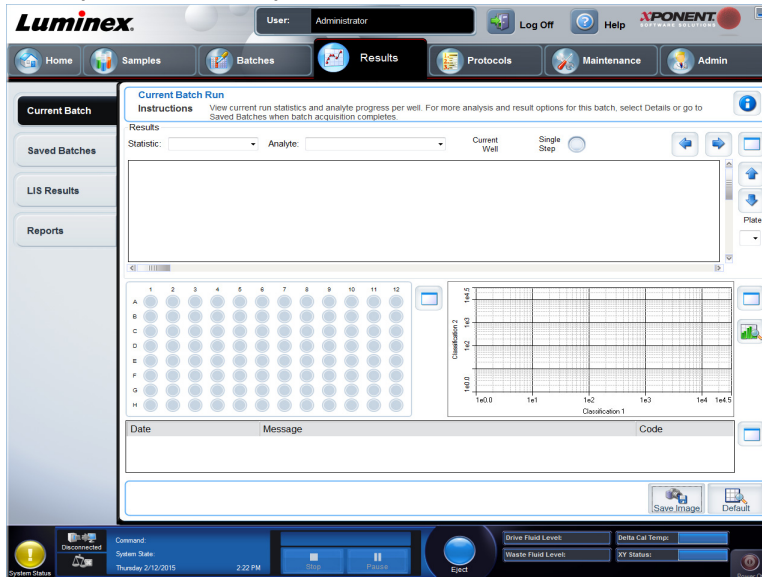 Luminex.
User: Administrator
Log Off
Help
XPONENT.
SOFTWARE SOLUTIONS
Home
Samples
Batches
Results
Protocols
Maintenance
Admin
Current Batch
Saved Batches
LIS Results
Reports
Current Batch Run
Instructions View current run statistics and analyte progress per well. For more analysis and result options for this batch, select Details or go to
Saved Batches when batch acquisition completes.
Results
Statistic:
Analyte:
Current
Well
Single
Step
Plate
1 2 3 4 5 6 7 8 9 10 11 12
A
B
C
D
E
F
G
H
Classification 2
1e4.5
1e3
1e2
1e0.0
1e0.0 1e1 1e2 1e3 1e4 1e4.5
Classification 1
Date Message Code
Save Image
Default
System Status
Disconnected
Command:
System State:
Thursday 2/12/2015 2:22 PM
Stop
Pause
Eject
Drive Fluid Level:
Waste Fluid Level:
Delta Cal Temp:
XY Status: